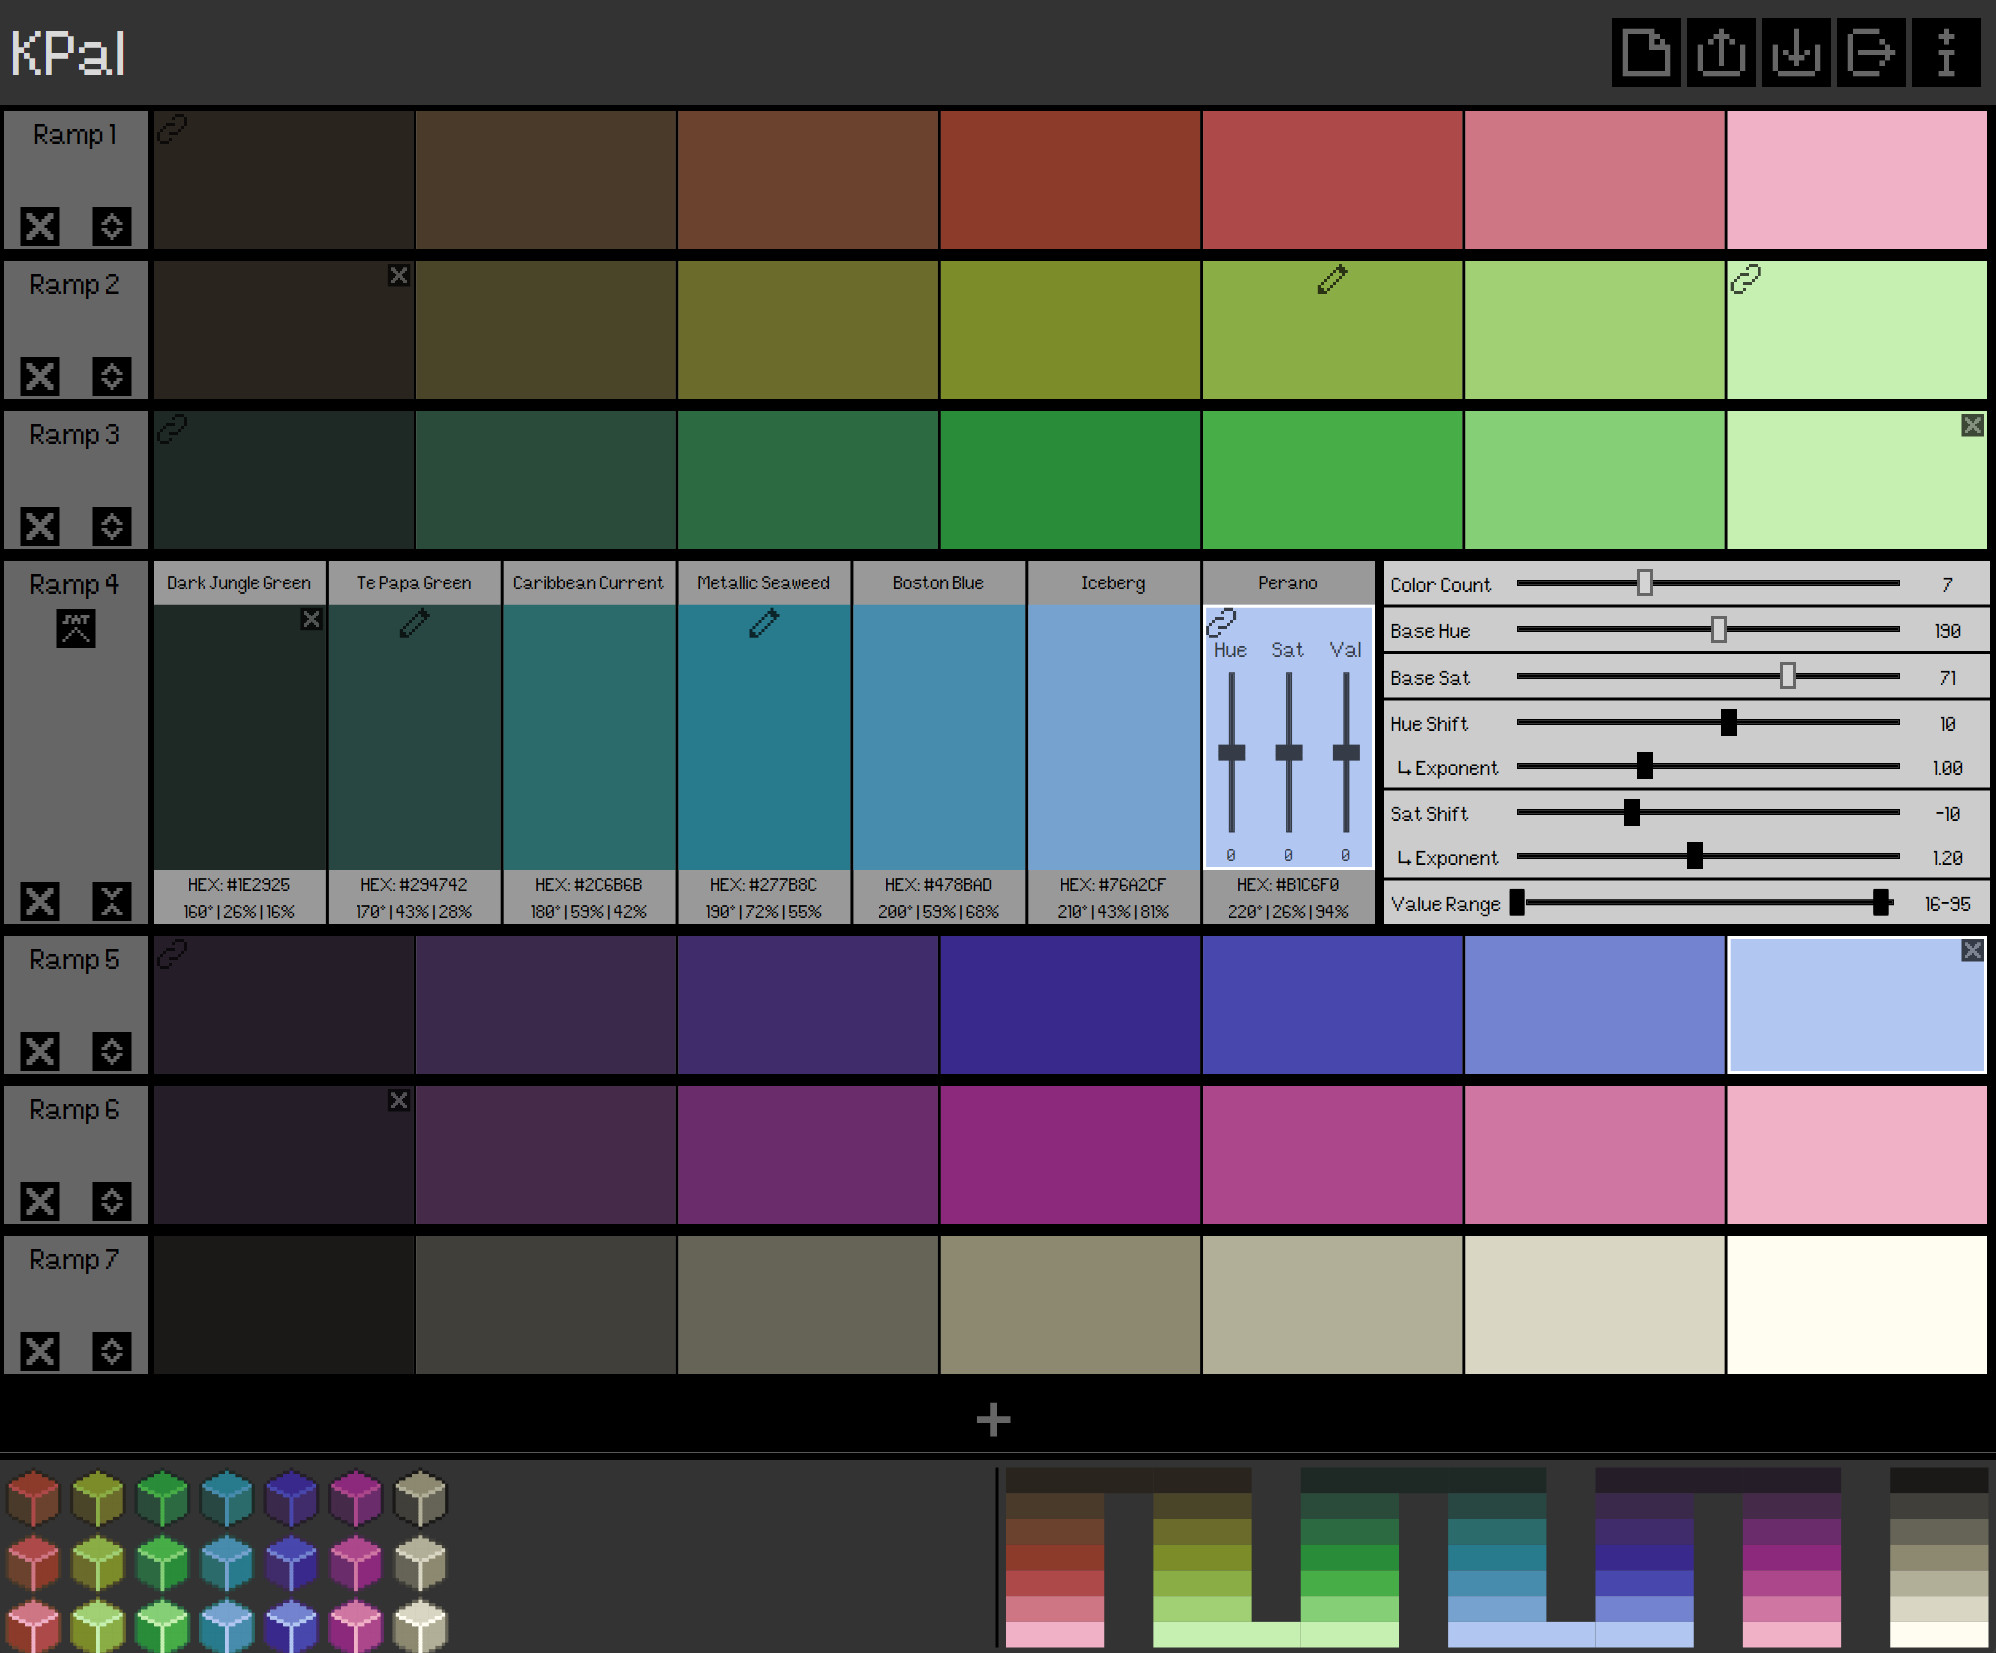 KPal
Ramp 1
Ramp 2
Ramp 3
Ramp 4
Dark Jungle Green
Te Papa Green
Caribbean Current
Metallic Seaweed
Boston Blue
Iceberg
Perano
Hue Sat Val
0 0 0
HEX: #1E2925
HEX: #294742
HEX: #2C6B6B
HEX: #277B8C
HEX: #478BAD
HEX: #76A2CF
HEX: #B1C6F0
160°|26%|16%
170°|43%|28%
180°|59%|42%
190°|72%|55%
200°|59%|68%
210°|43%|81%
220°|26%|94%
Color Count 7
Base Hue 190
Base Sat 71
Hue Shift 10
↳ Exponent 1.00
Sat Shift -10
↳ Exponent 1.20
Value Range 16-95
Ramp 5
Ramp 6
Ramp 7